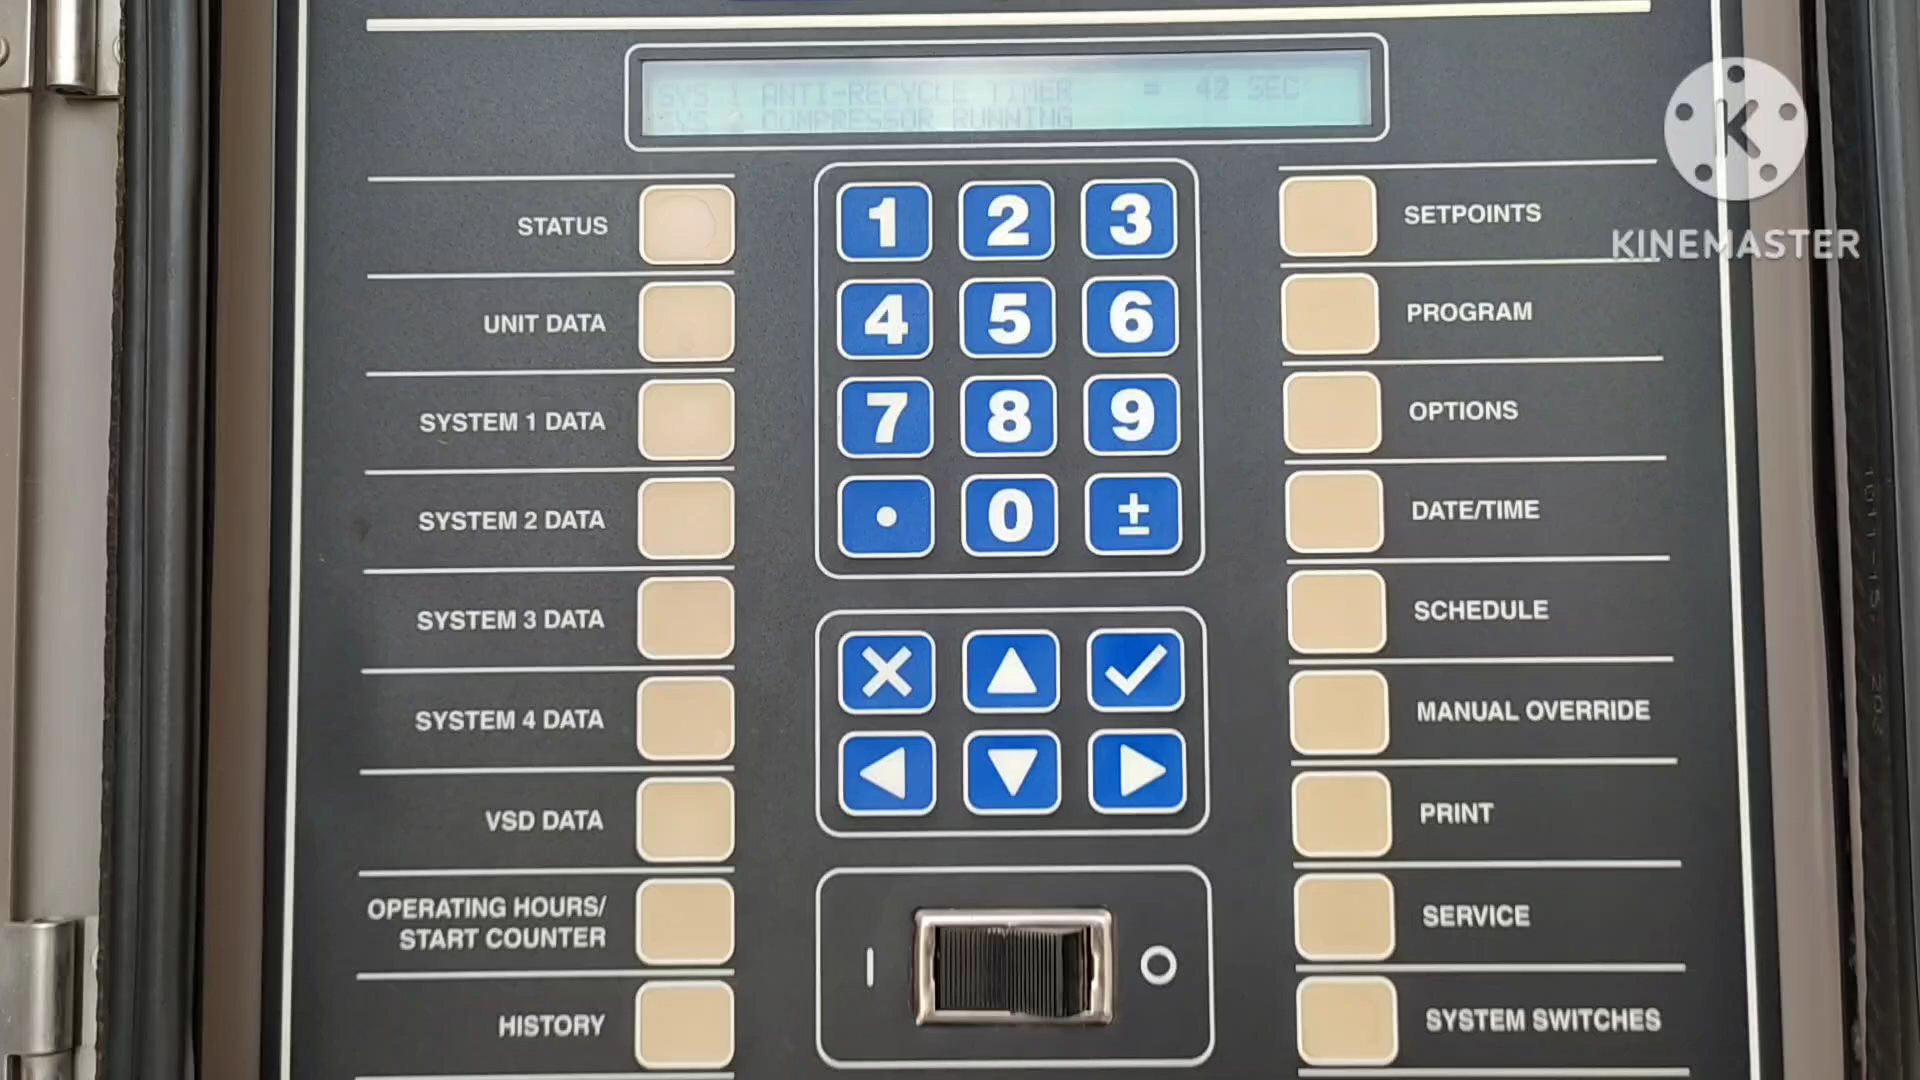 SYS 1 ANTI-RECYCLE TIMER = 42 SEC
SYS 2 COMPRESSOR RUNNING
STATUS
UNIT DATA
SYSTEM 1 DATA
SYSTEM 2 DATA
SYSTEM 3 DATA
SYSTEM 4 DATA
VSD DATA
OPERATING HOURS/
START COUNTER
HISTORY
1 2 3
4 5 6
7 8 9
• 0 ±
I O
SETPOINTS
PROGRAM
OPTIONS
DATE/TIME
SCHEDULE
MANUAL OVERRIDE
PRINT
SERVICE
SYSTEM SWITCHES
K
KINEMASTER